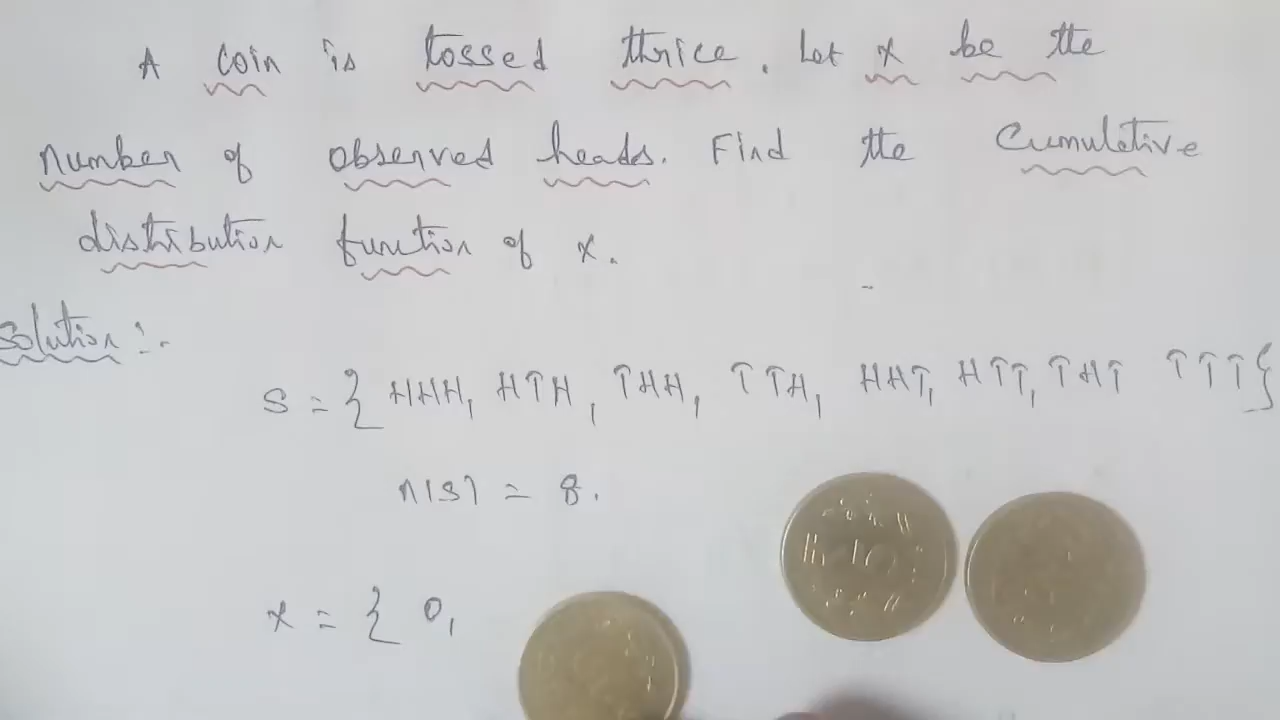 A coin is tossed thrice. Let x be the
number of observed heads. Find the Cumulative
distribution function of x.
Solution :-
S = { HHH, HTH, THH, TTH, HHT, HTT, THT TTT}
n(S) = 8.
x = { 0,
10